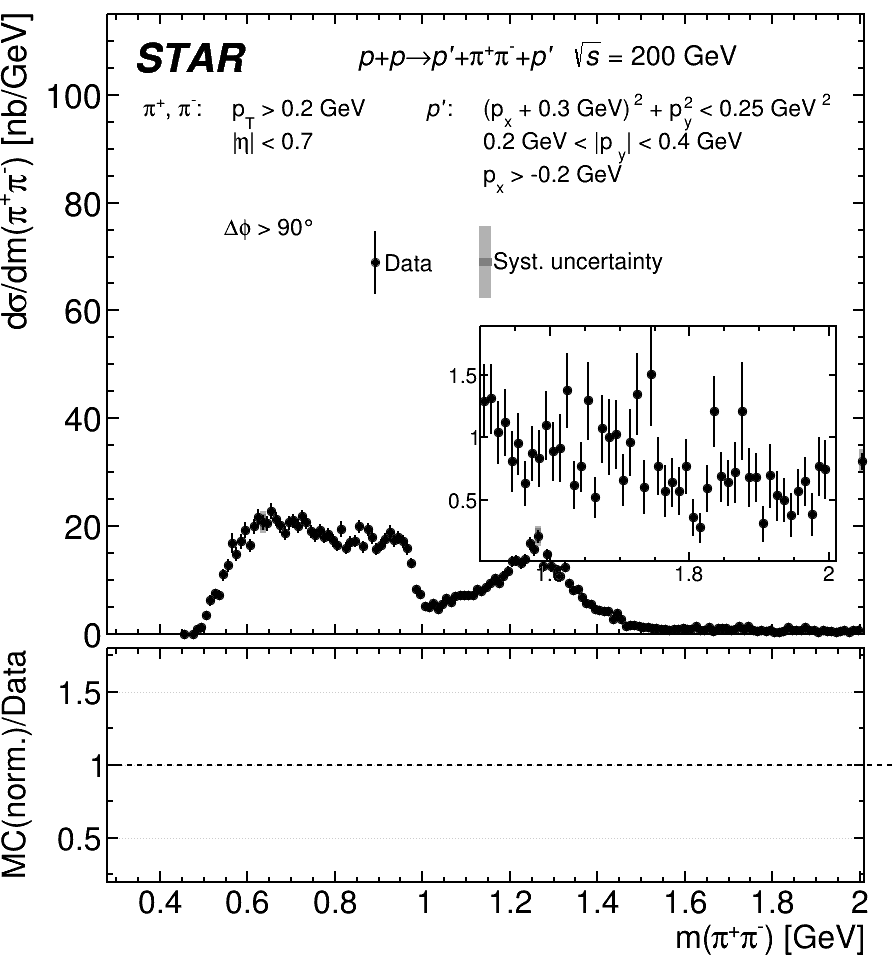 STAR p+p→p′+π⁺π⁻+p′ √s = 200 GeV
π⁺, π⁻: p_T > 0.2 GeV p′: (p_x + 0.3 GeV)² + p_y² < 0.25 GeV²
|η| < 0.7 0.2 GeV < |p_y| < 0.4 GeV
p_x > -0.2 GeV
Δϕ > 90°
Data Syst. uncertainty
dσ/dm(π⁺π⁻) [nb/GeV]
100
80
60
40
20
0
1.5
1
0.5
1.8 2
MC(norm.)/Data
1.5
1
0.5
0.4 0.6 0.8 1 1.2 1.4 1.6 1.8 2
m(π⁺π⁻) [GeV]